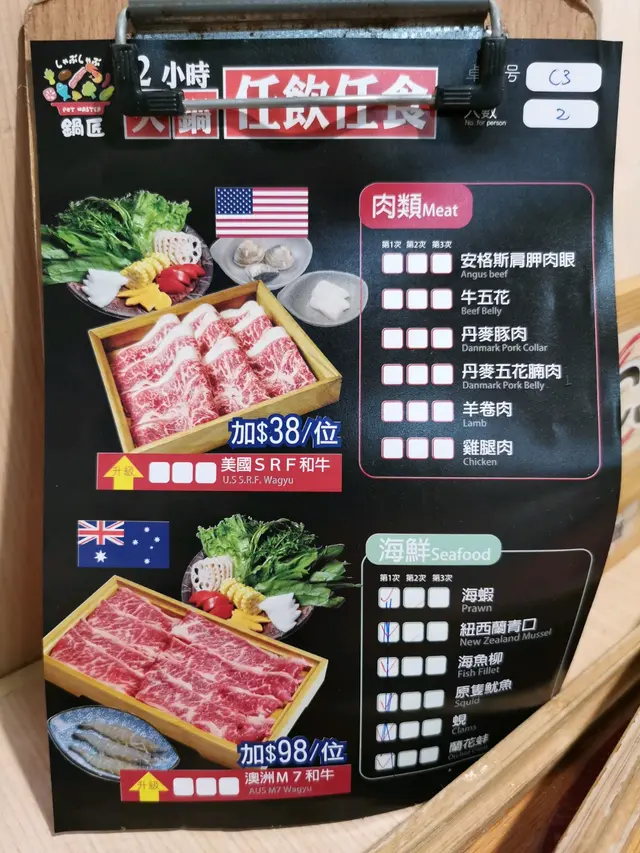 しゃぶしゃぶ
POT MASTER
鍋匠
2小時
火鍋
任飲任食
號
C3
人數
No. for person
2
肉類Meat
第1次 第2次 第3次
安格斯肩胛肉眼
Angus beef
牛五花
Beef Belly
丹麥豚肉
Danmark Pork Collar
丹麥五花腩肉
Danmark Pork Belly
羊卷肉
Lamb
雞腿肉
Chicken
加$38/位
升級
美國SRF和牛
U.S S.R.F. Wagyu
海鮮Seafood
第1次 第2次 第3次
海蝦
Prawn
紐西蘭青口
New Zealand Mussel
海魚柳
Fish Fillet
原隻魷魚
Squid
蜆
Clams
蘭花蚌
加$98/位
升級
澳洲M7和牛
AUS M7 Wagyu